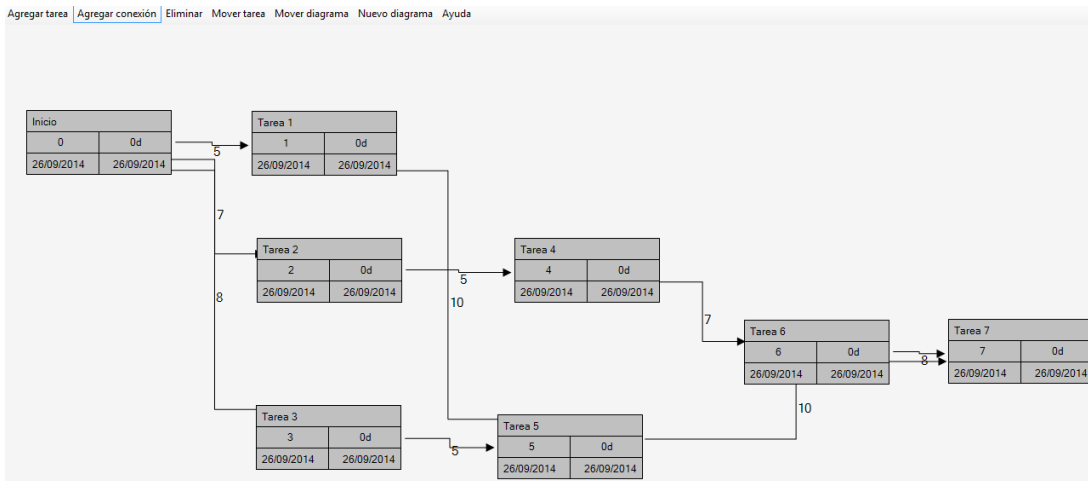 Agregar tarea Agregar conexión Eliminar Mover tarea Mover diagrama Nuevo diagrama Ayuda
Inicio
0 0d
26/09/2014 26/09/2014
5
Tarea 1
1 0d
26/09/2014 26/09/2014
7
Tarea 2
2 0d
26/09/2014 26/09/2014
5
Tarea 4
4 0d
26/09/2014 26/09/2014
8
10
7
Tarea 6
6 0d
26/09/2014 26/09/2014
8
Tarea 7
7 0d
26/09/2014 26/09/2014
10
Tarea 3
3 0d
26/09/2014 26/09/2014
5
Tarea 5
5 0d
26/09/2014 26/09/2014